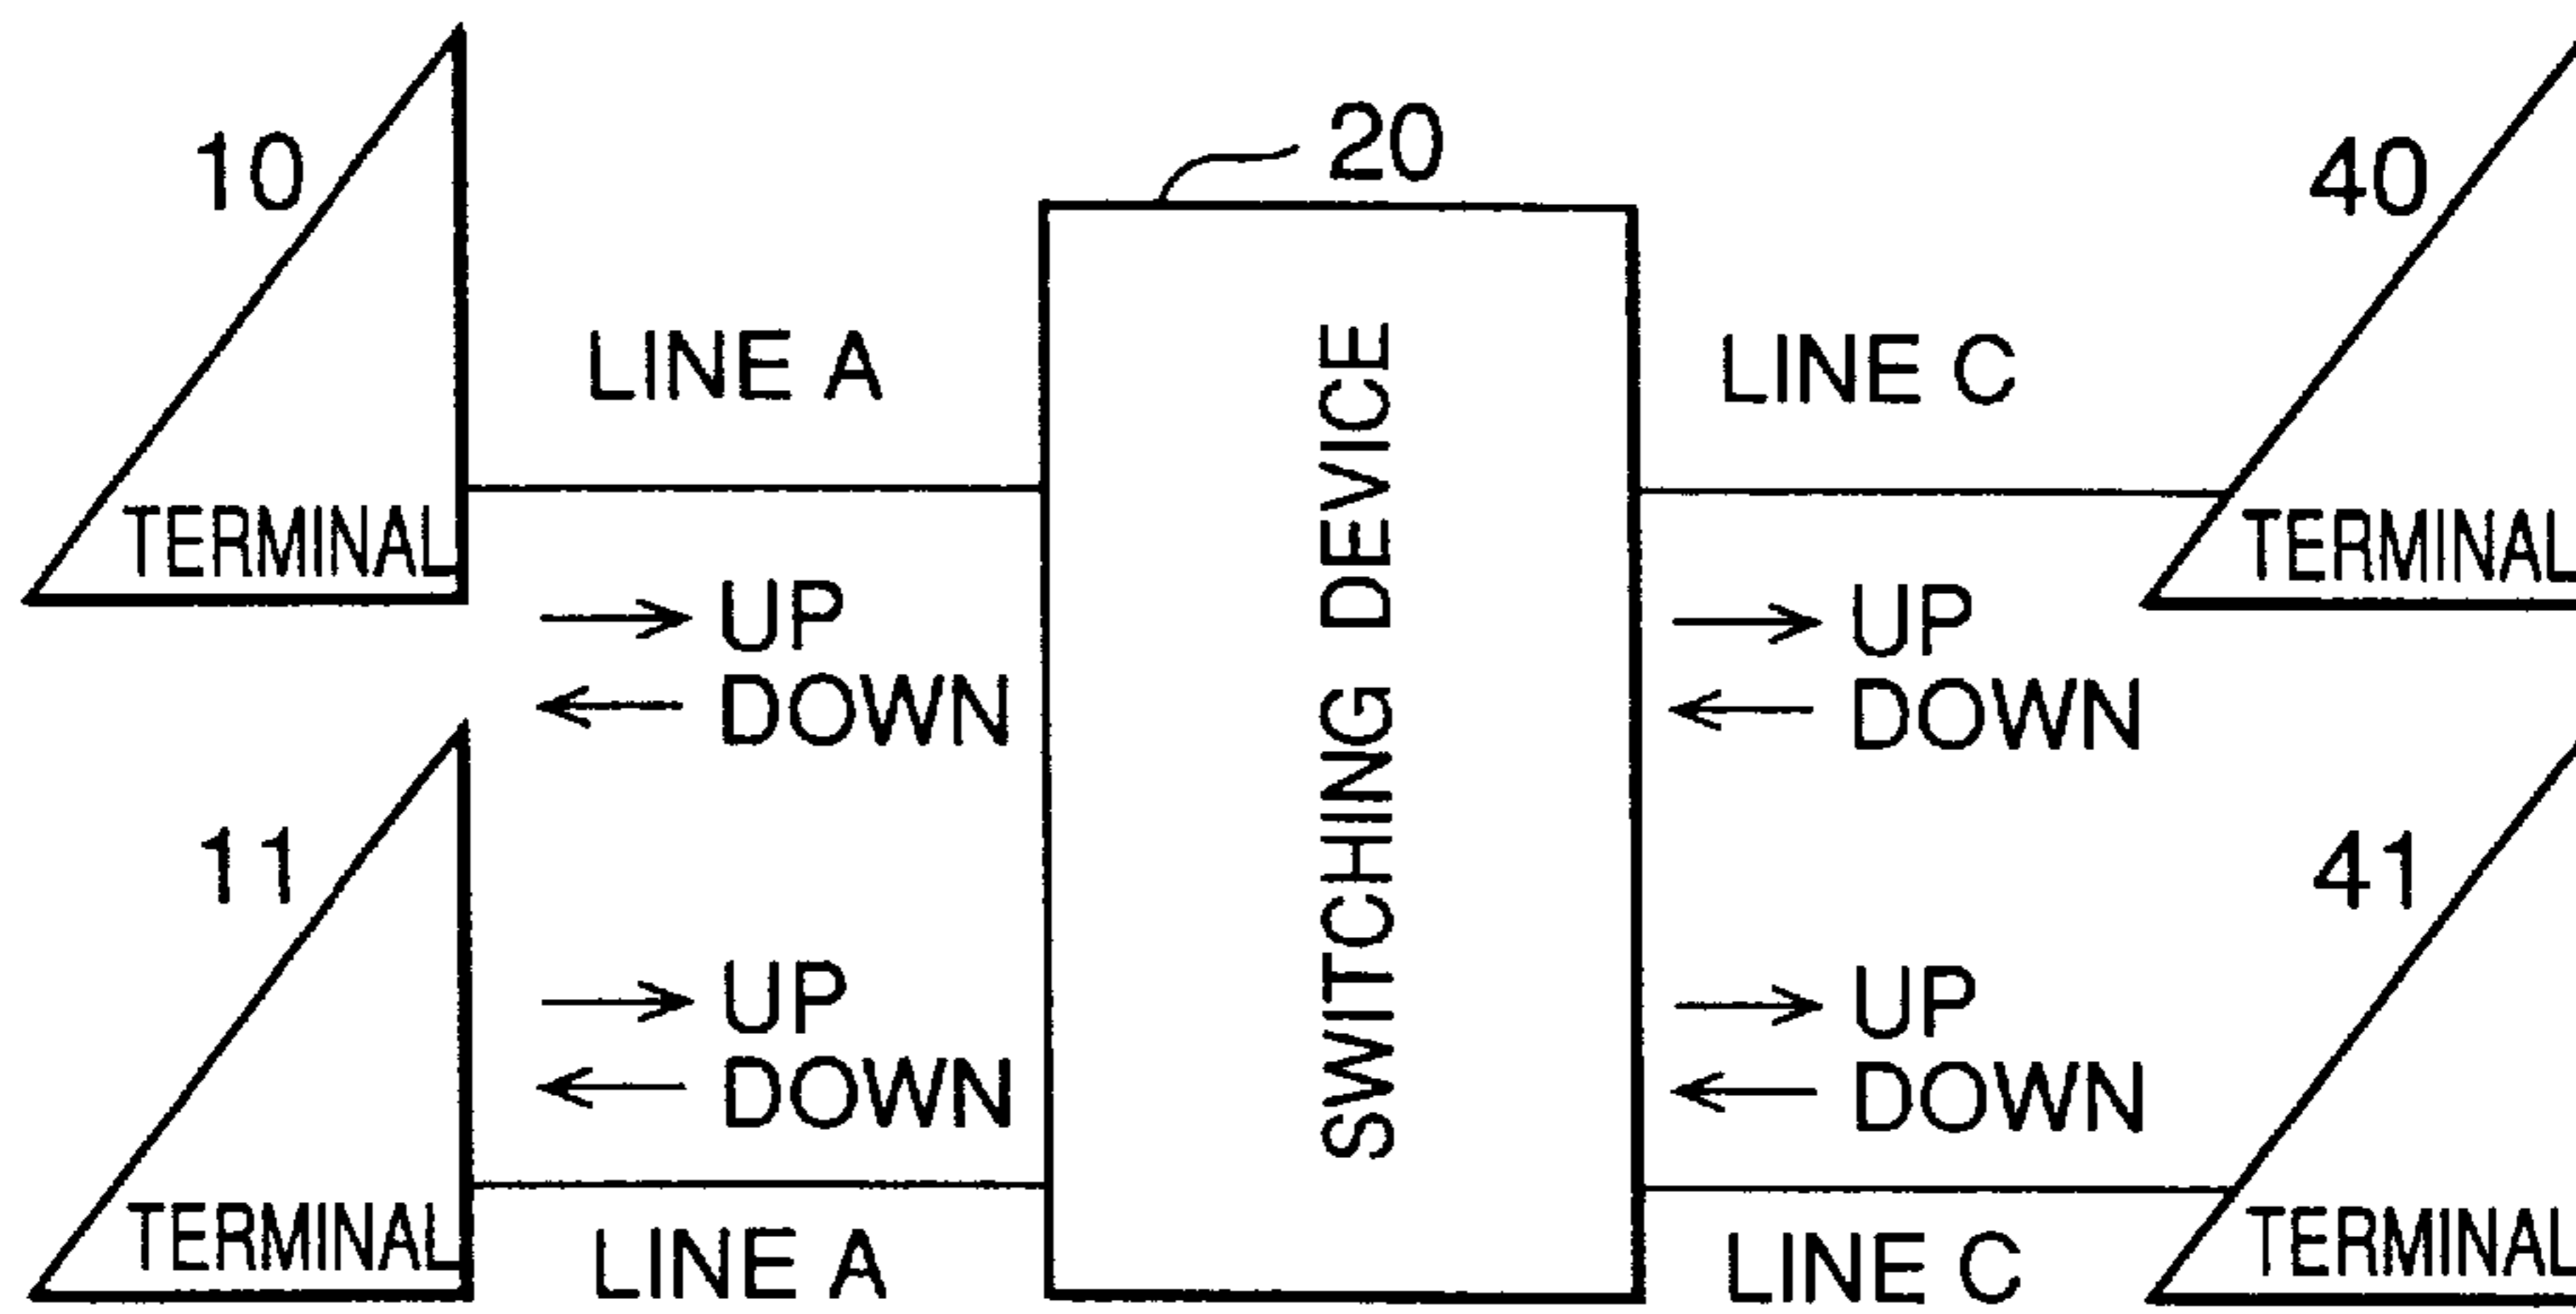 10
20
40
LINE A
LINE C
TERMINAL
SWITCHING DEVICE
TERMINAL
UP
DOWN
UP
DOWN
11
41
UP
DOWN
UP
DOWN
TERMINAL
TERMINAL
LINE A
LINE C